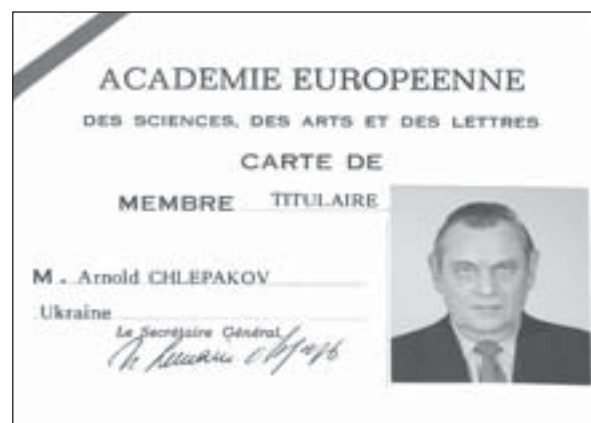 ACADEMIE EUROPEENNE
DES SCIENCES, DES ARTS ET DES LETTRES
CARTE DE
MEMBRE TITULAIRE
M. Arnold CHLEPAKOV
Ukraine
Le Secrétaire Général